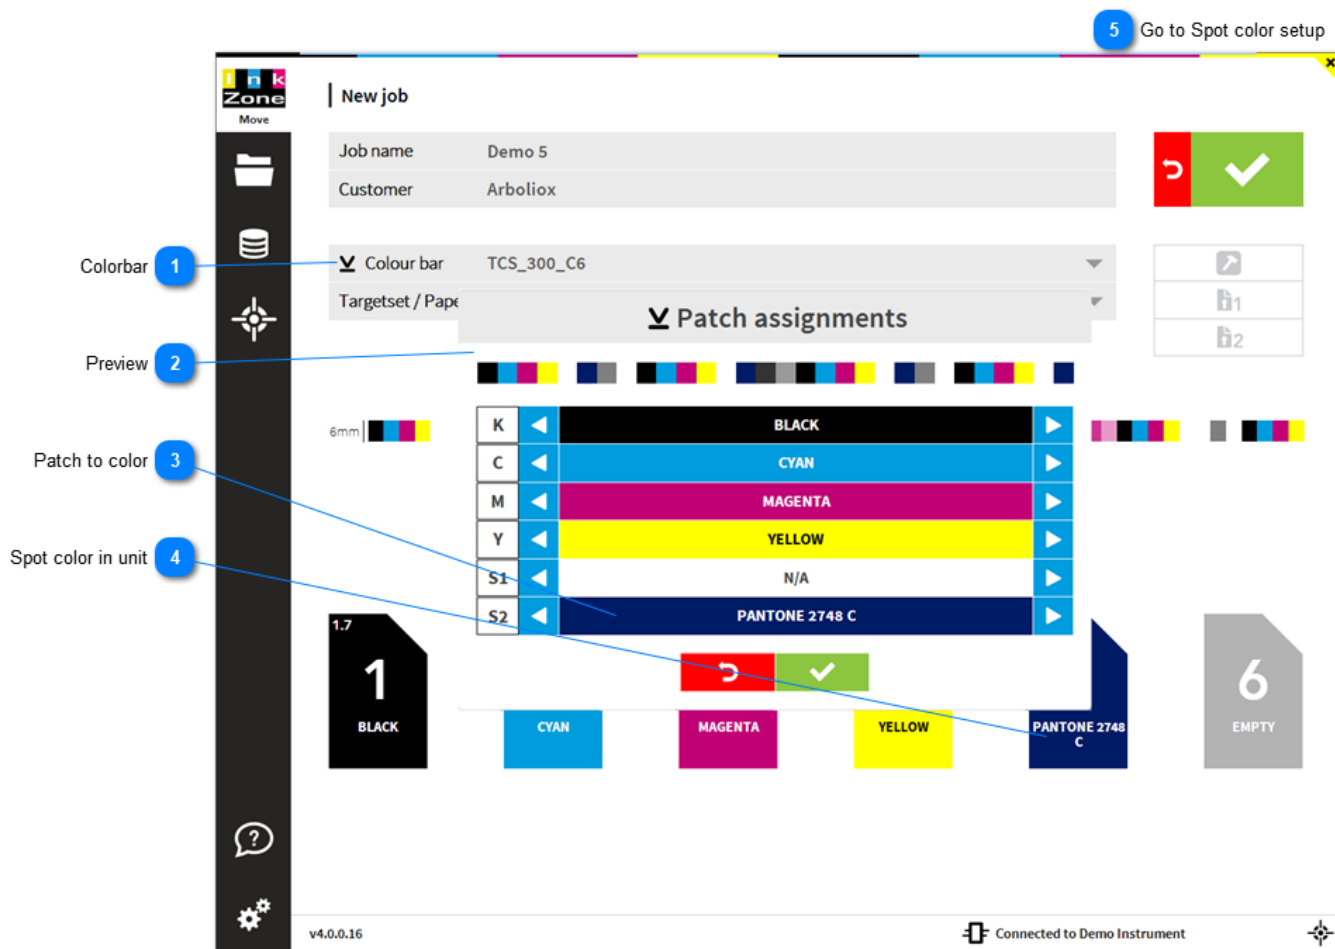 5 Go to Spot color setup
I n k
Zone
Move
New job
Job name Demo 5
Customer Arboliox
Colorbar 1
Colour bar TCS_300_C6
Targetset / Pape
Patch assignments
1
2
Preview 2
6mm
K BLACK
C CYAN
Patch to color 3
M MAGENTA
Y YELLOW
Spot color in unit 4
S1 N/A
S2 PANTONE 2748 C
1.7
1
BLACK
CYAN
MAGENTA
YELLOW
PANTONE 2748
C
6
EMPTY
?
v4.0.0.16
Connected to Demo Instrument